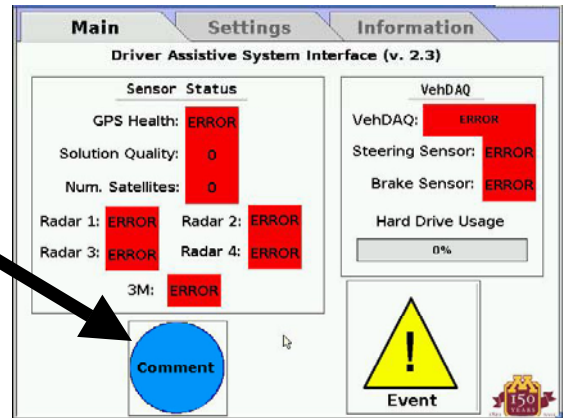 Main Settings Information
Driver Assistive System Interface (v. 2.3)
Sensor Status
GPS Health: ERROR
Solution Quality: 0
Num. Satellites: 0
Radar 1: ERROR Radar 2: ERROR
Radar 3: ERROR Radar 4: ERROR
3M: ERROR
Comment
VehDAQ
VehDAQ: ERROR
Steering Sensor: ERROR
Brake Sensor: ERROR
Hard Drive Usage
0%
Event
150
YEARS